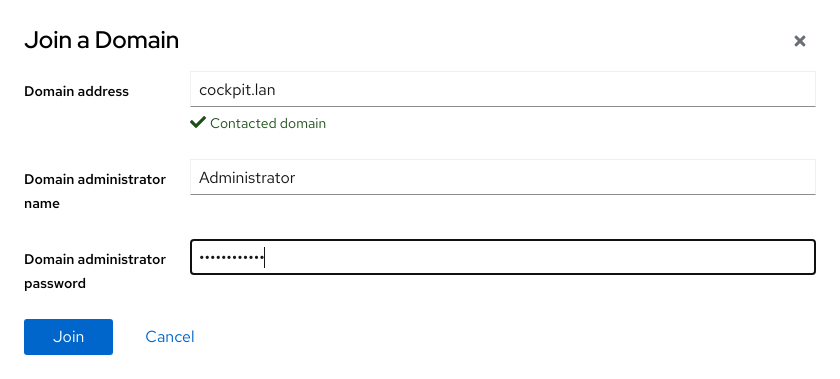 Join a Domain
Domain address
cockpit.lan
Contacted domain
Domain administrator
name
Administrator
Domain administrator
password
••••••••••••
Join
Cancel